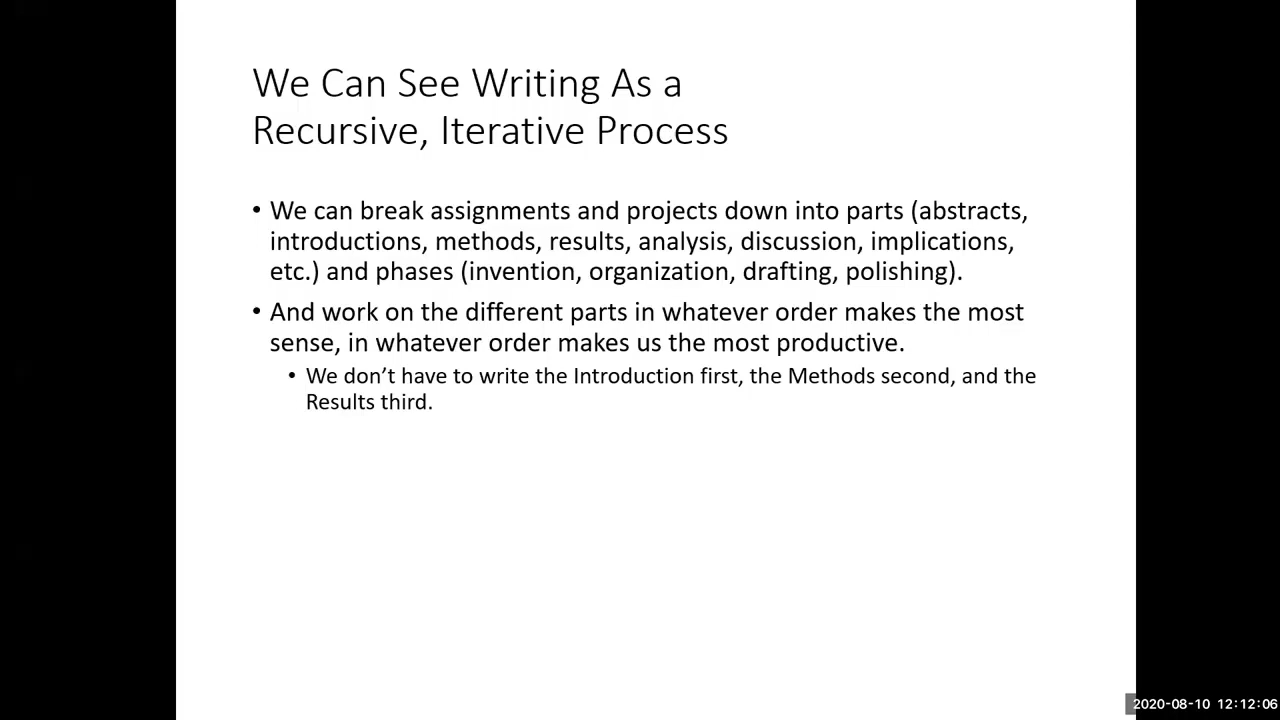 We Can See Writing As a
Recursive, Iterative Process
• We can break assignments and projects down into parts (abstracts,
introductions, methods, results, analysis, discussion, implications,
etc.) and phases (invention, organization, drafting, polishing).
• And work on the different parts in whatever order makes the most
sense, in whatever order makes us the most productive.
• We don’t have to write the Introduction first, the Methods second, and the
Results third.
2020-08-10 12:12:06